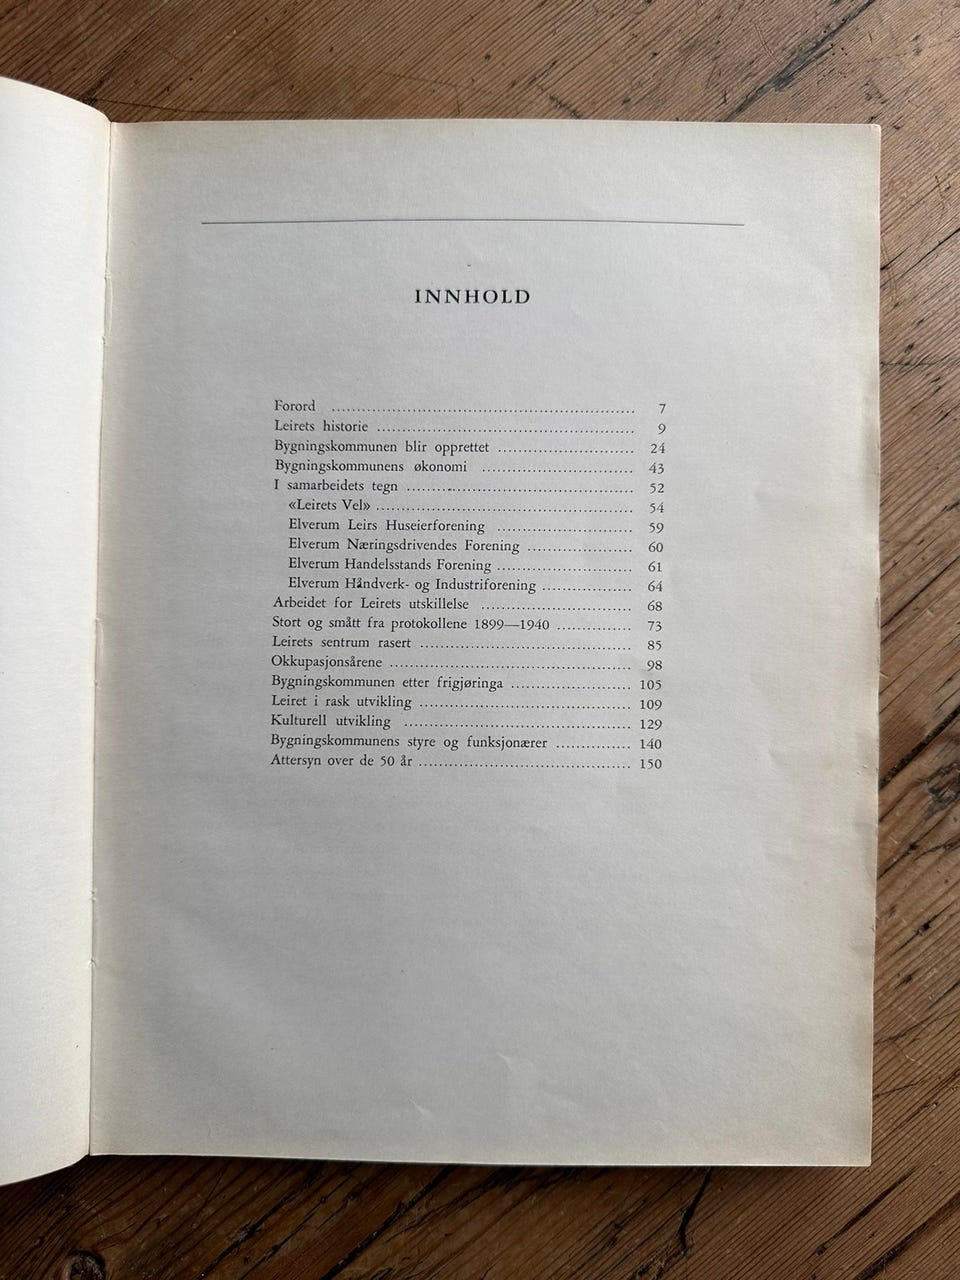 INNHOLD
Forord ........................................ 7
Leirets historie ........................................ 9
Bygningskommunen blir opprettet ........................................ 24
Bygningskommunens økonomi ........................................ 43
I samarbeidets tegn ........................................ 52
«Leirets Vel» ........................................ 54
Elverum Leirs Huseierforening ........................................ 59
Elverum Næringsdrivendes Forening ........................................ 60
Elverum Handelsstands Forening ........................................ 61
Elverum Håndverk- og Industriforening ........................................ 64
Arbeidet for Leirets utskillelse ........................................ 68
Stort og smått fra protokollene 1899—1940 ........................................ 73
Leirets sentrum rasert ........................................ 85
Okkupasjonsårene ........................................ 98
Bygningskommunen etter frigjøringa ........................................ 105
Leiret i rask utvikling ........................................ 109
Kulturell utvikling ........................................ 129
Bygningskommunens styre og funksjonærer ........................................ 140
Attersyn over de 50 år ........................................ 150